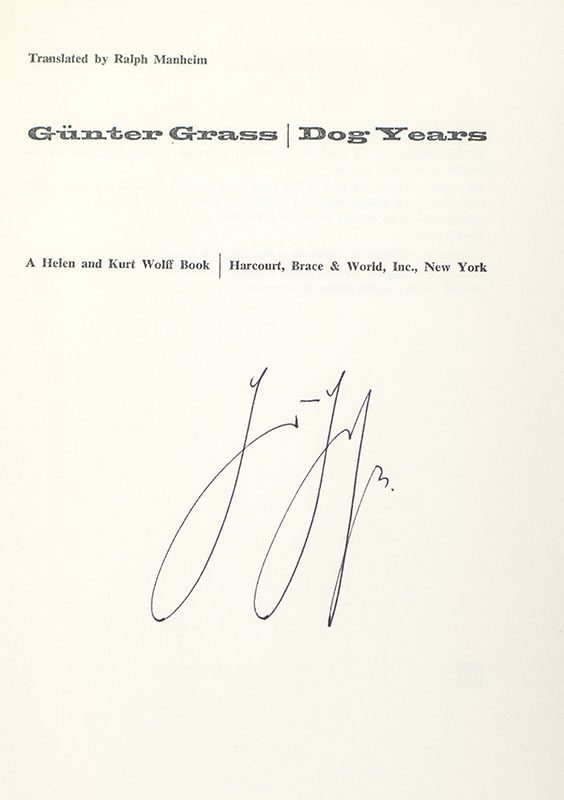 Translated by Ralph Manheim
Günter Grass | Dog Years
A Helen and Kurt Wolff Book | Harcourt, Brace & World, Inc., New York